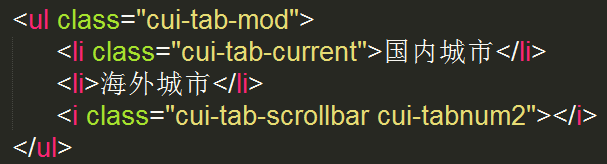 <ul class="cui-tab-mod">
<li class="cui-tab-current">国内城市</li>
<li>海外城市</li>
<i class="cui-tab-scrollbar cui-tabnum2"></i>
</ul>